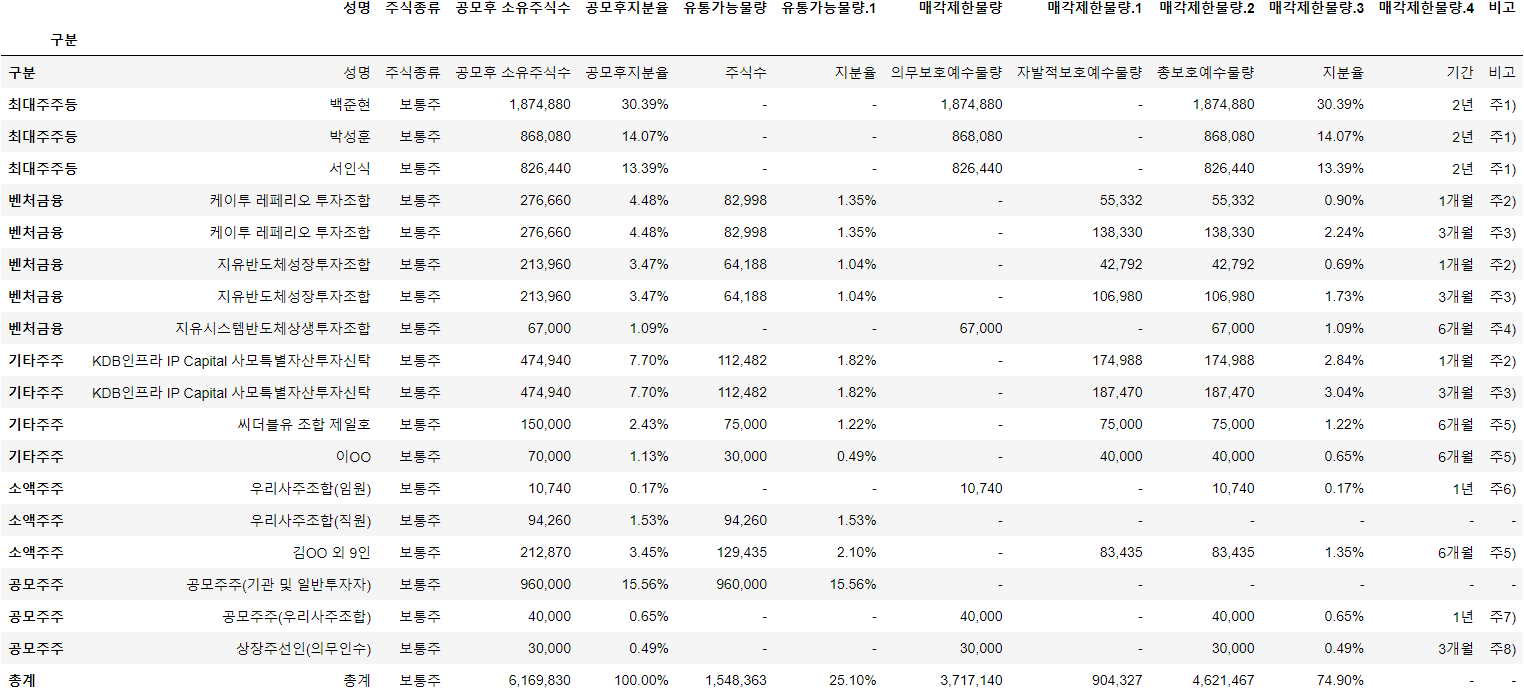 성명 주식종류 공모후 소유주식수 공모후지분율 유통가능물량 유통가능물량.1 매각제한물량 매각제한물량.1 매각제한물량.2 매각제한물량.3 매각제한물량.4 비고
구분
구분 성명 주식종류 공모후 소유주식수 공모후지분율 주식수 지분율 의무보호예수물량 자발적보호예수물량 총보호예수물량 지분율 기간 비고
최대주주등 백준현 보통주 1,874,880 30.39% - - 1,874,880 - 1,874,880 30.39% 2년 주1)
최대주주등 박성훈 보통주 868,080 14.07% - - 868,080 - 868,080 14.07% 2년 주1)
최대주주등 서인식 보통주 826,440 13.39% - - 826,440 - 826,440 13.39% 2년 주1)
벤처금융 케이투 레페리오 투자조합 보통주 276,660 4.48% 82,998 1.35% - 55,332 55,332 0.90% 1개월 주2)
벤처금융 케이투 레페리오 투자조합 보통주 276,660 4.48% 82,998 1.35% - 138,330 138,330 2.24% 3개월 주3)
벤처금융 지유반도체성장투자조합 보통주 213,960 3.47% 64,188 1.04% - 42,792 42,792 0.69% 1개월 주2)
벤처금융 지유반도체성장투자조합 보통주 213,960 3.47% 64,188 1.04% - 106,980 106,980 1.73% 3개월 주3)
벤처금융 지유시스템반도체상생투자조합 보통주 67,000 1.09% - - 67,000 - 67,000 1.09% 6개월 주4)
기타주주 KDB인프라 IP Capital 사모특별자산투자신탁 보통주 474,940 7.70% 112,482 1.82% - 174,988 174,988 2.84% 1개월 주2)
기타주주 KDB인프라 IP Capital 사모특별자산투자신탁 보통주 474,940 7.70% 112,482 1.82% - 187,470 187,470 3.04% 3개월 주3)
기타주주 씨더블유 조합 제일호 보통주 150,000 2.43% 75,000 1.22% - 75,000 75,000 1.22% 6개월 주5)
기타주주 이OO 보통주 70,000 1.13% 30,000 0.49% - 40,000 40,000 0.65% 6개월 주5)
소액주주 우리사주조합(임원) 보통주 10,740 0.17% - - 10,740 - 10,740 0.17% 1년 주6)
소액주주 우리사주조합(직원) 보통주 94,260 1.53% 94,260 1.53% - - - - - -
소액주주 김OO 외 9인 보통주 212,870 3.45% 129,435 2.10% - 83,435 83,435 1.35% 6개월 주5)
공모주주 공모주주(기관 및 일반투자자) 보통주 960,000 15.56% 960,000 15.56% - - - - - -
공모주주 공모주주(우리사주조합) 보통주 40,000 0.65% - - 40,000 - 40,000 0.65% 1년 주7)
공모주주 상장주선인(의무인수) 보통주 30,000 0.49% - - 30,000 - 30,000 0.49% 3개월 주8)
총계 총계 보통주 6,169,830 100.00% 1,548,363 25.10% 3,717,140 904,327 4,621,467 74.90% - -